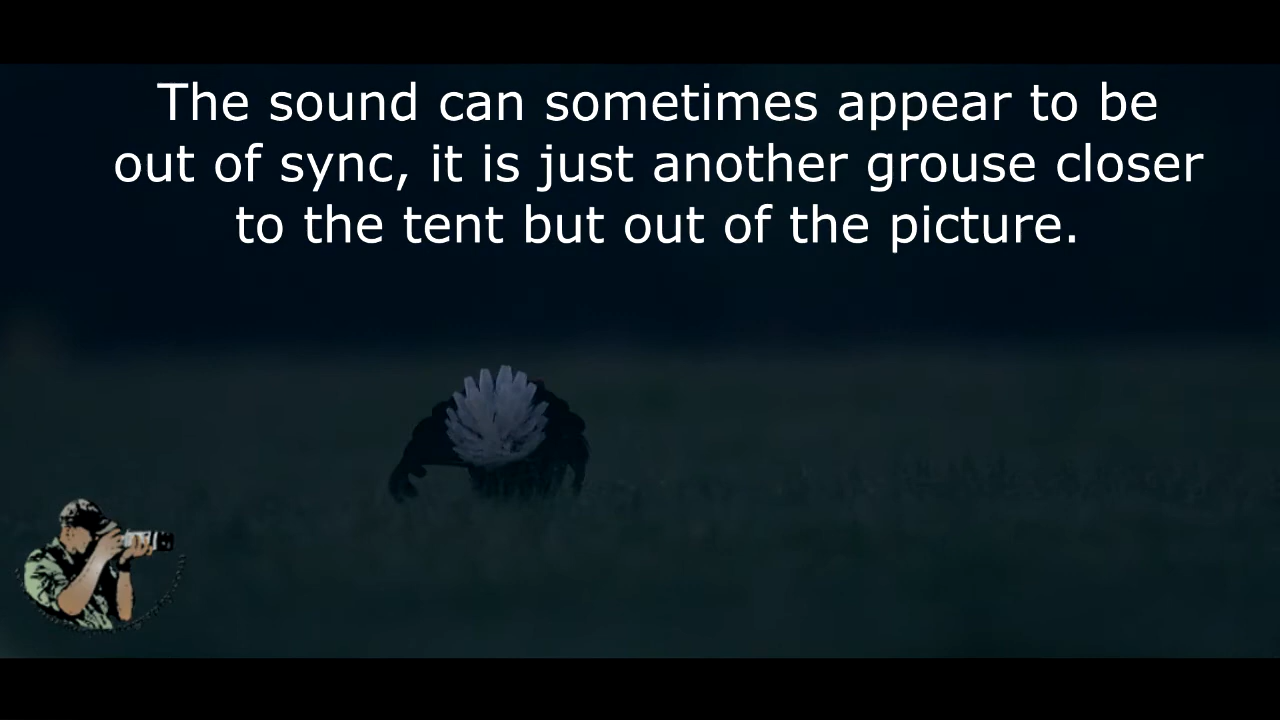 The sound can sometimes appear to be
out of sync, it is just another grouse closer
to the tent but out of the picture.